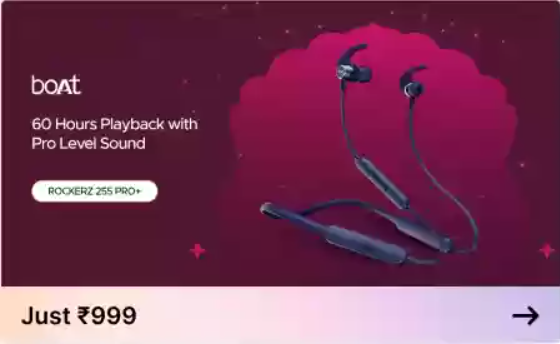 boAt
60 Hours Playback with
Pro Level Sound
ROCKERZ 255 PRO+
Just ₹999